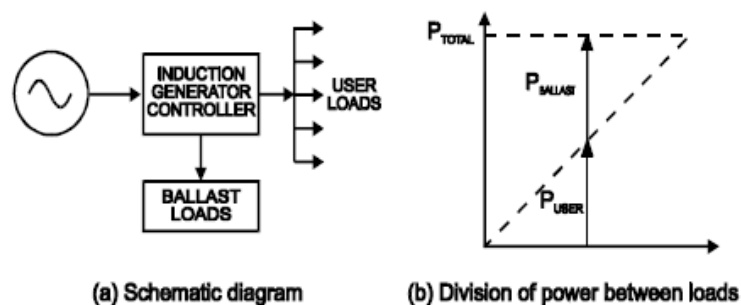 INDUCTION
GENERATOR
CONTROLLER
USER
LOADS
BALLAST
LOADS
(a) Schematic diagram
P_TOTAL
P_BALLAST
P_USER
(b) Division of power between loads